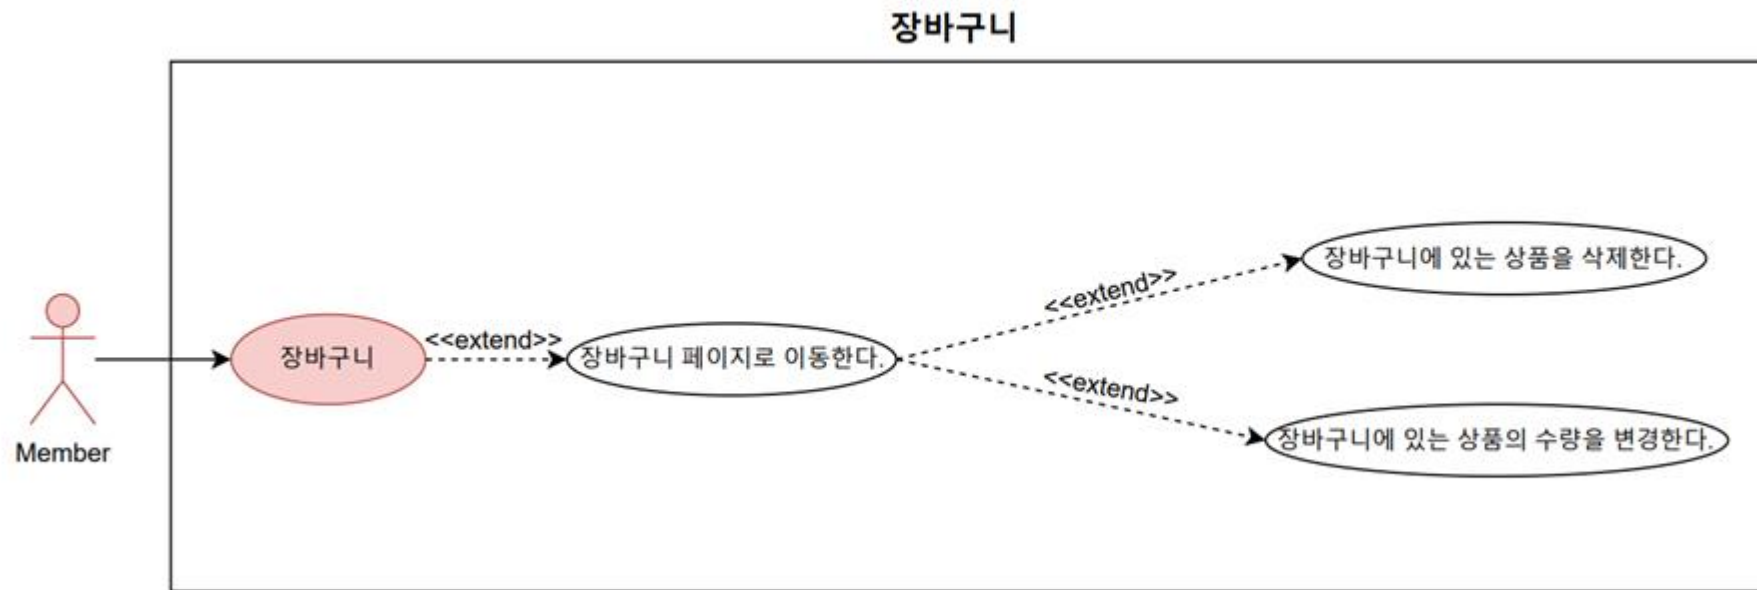 장바구니
장바구니에 있는 상품을 삭제한다.
<<extend>>
<<extend>>
장바구니
장바구니 페이지로 이동한다.
<<extend>>
장바구니에 있는 상품의 수량을 변경한다.
Member